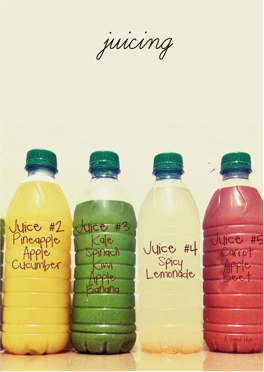 juicing
Juice #2
Pineapple
Apple
Cucumber
Juice #3
Kale
Spinach
Kiwi
Apple
Banana
Juice #4
Spicy
Lemonade
Juice #5
Carrot
Apple
Beet